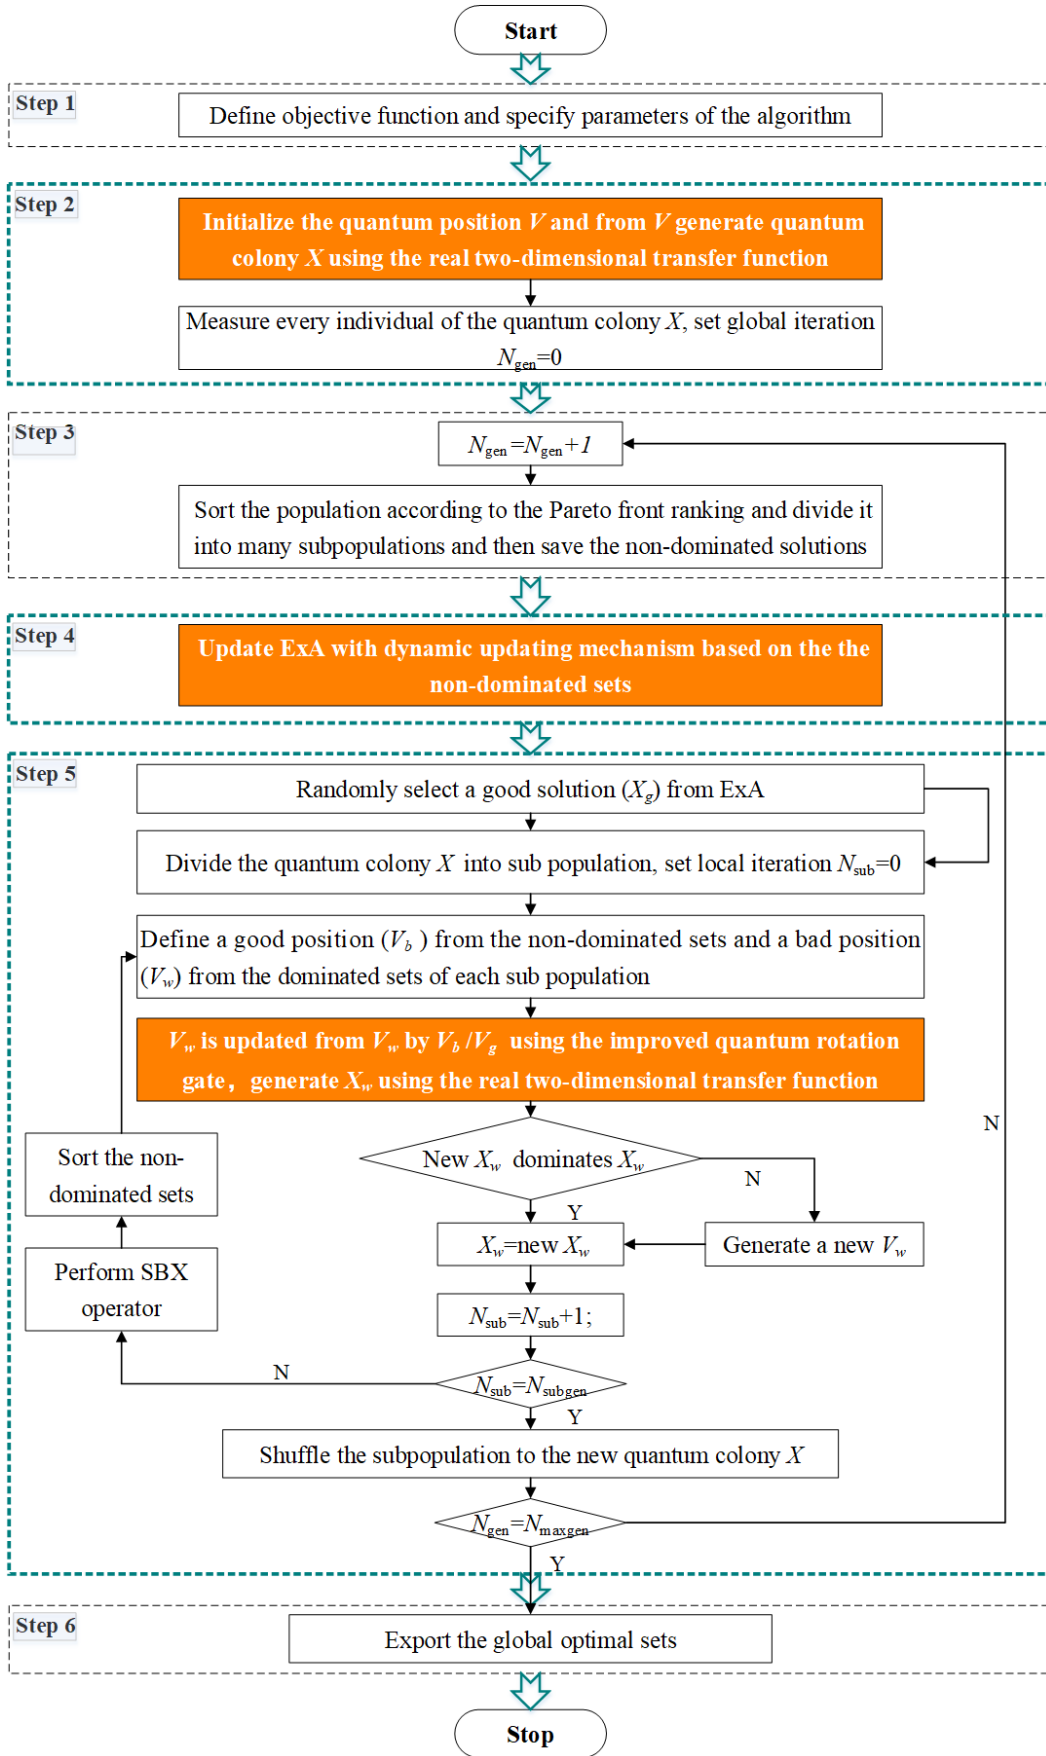 Start
Step 1
Define objective function and specify parameters of the algorithm
Step 2
Initialize the quantum position V and from V generate quantum
colony X using the real two-dimensional transfer function
Measure every individual of the quantum colony X, set global iteration
Ngen=0
Step 3
Ngen=Ngen+1
Sort the population according to the Pareto front ranking and divide it
into many subpopulations and then save the non-dominated solutions
Step 4
Update ExA with dynamic updating mechanism based on the the
non-dominated sets
Step 5
Randomly select a good solution (Xg) from ExA
Divide the quantum colony X into sub population, set local iteration Nsub=0
Define a good position (Vb ) from the non-dominated sets and a bad position
(Vw) from the dominated sets of each sub population
Vw is updated from Vw by Vb /Vg using the improved quantum rotation
gate，generate Xw using the real two-dimensional transfer function
N
Sort the non-
dominated sets
New Xw dominates Xw
N
Y
Xw=new Xw
Generate a new Vw
Perform SBX
operator
Nsub=Nsub+1;
N
Nsub=Nsubgen
Y
Shuffle the subpopulation to the new quantum colony X
Ngen=Nmaxgen
Y
Step 6
Export the global optimal sets
Stop